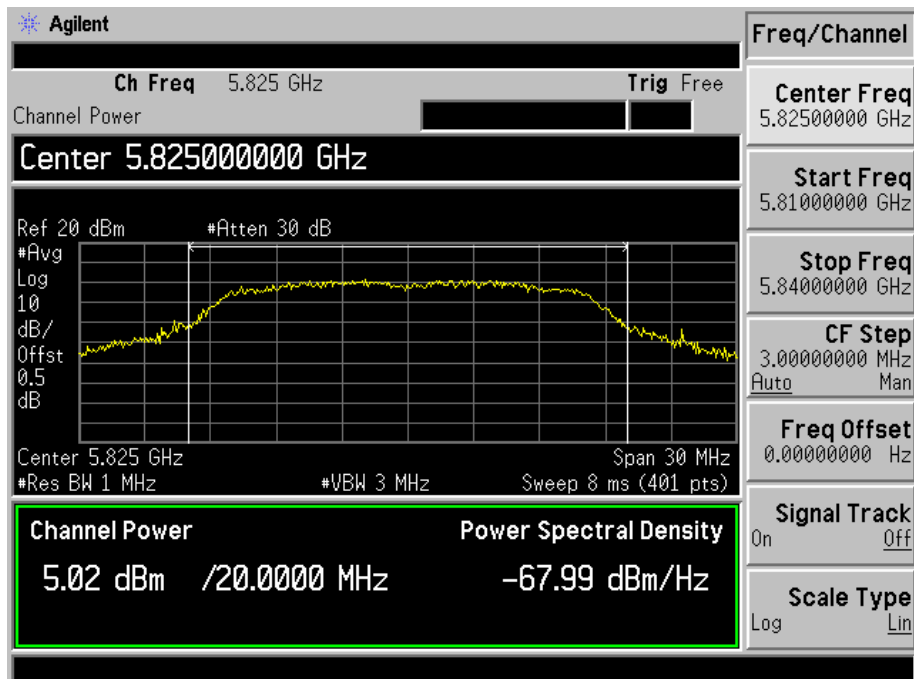 Agilent
Freq/Channel
Ch Freq 5.825 GHz Trig Free
Channel Power
Center 5.825000000 GHz
Ref 20 dBm #Atten 30 dB
#Avg
Log
10
dB/
Offst
0.5
dB
Center 5.825 GHz Span 30 MHz
#Res BW 1 MHz #VBW 3 MHz Sweep 8 ms (401 pts)
Channel Power Power Spectral Density
5.02 dBm /20.0000 MHz -67.99 dBm/Hz
Center Freq
5.82500000 GHz
Start Freq
5.81000000 GHz
Stop Freq
5.84000000 GHz
CF Step
3.00000000 MHz
Auto Man
Freq Offset
0.00000000 Hz
Signal Track
On Off
Scale Type
Log Lin